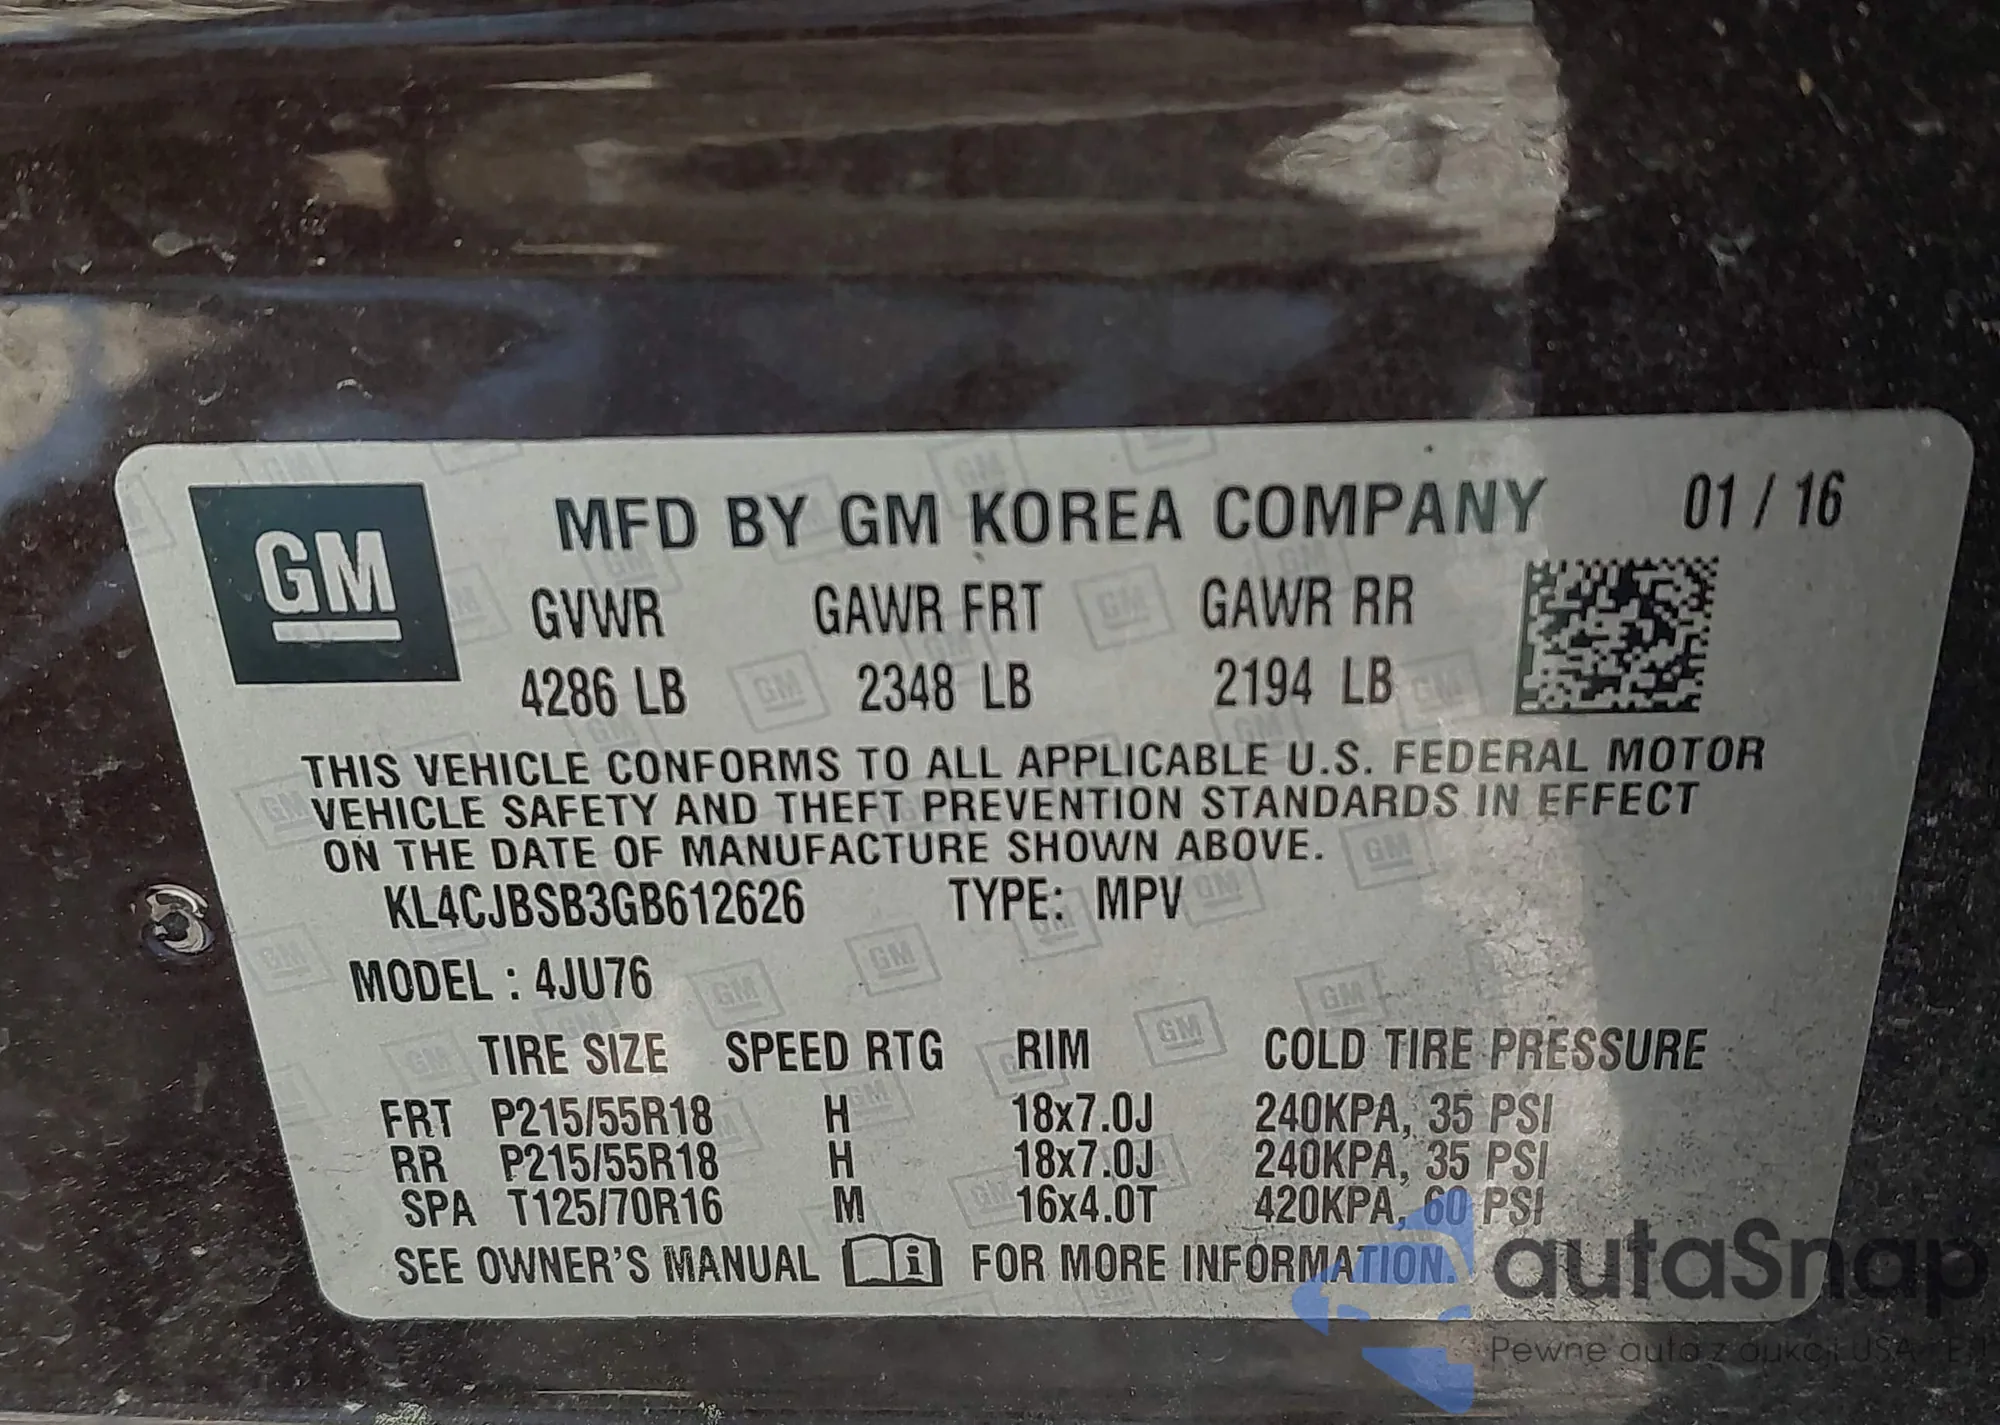 GM
MFD BY GM KOREA COMPANY 01 / 16
GVWR GAWR FRT GAWR RR
4286 LB 2348 LB 2194 LB
THIS VEHICLE CONFORMS TO ALL APPLICABLE U.S. FEDERAL MOTOR
VEHICLE SAFETY AND THEFT PREVENTION STANDARDS IN EFFECT
ON THE DATE OF MANUFACTURE SHOWN ABOVE.
KL4CJBSB3GB612626 TYPE: MPV
MODEL : 4JU76
TIRE SIZE SPEED RTG RIM COLD TIRE PRESSURE
FRT P215/55R18 H 18x7.0J 240KPA, 35 PSI
RR P215/55R18 H 18x7.0J 240KPA, 35 PSI
SPA T125/70R16 M 16x4.0T 420KPA, 60 PSI
SEE OWNER'S MANUAL i FOR MORE INFORMATION.
autaSnap
Pewne auta z aukcji USA